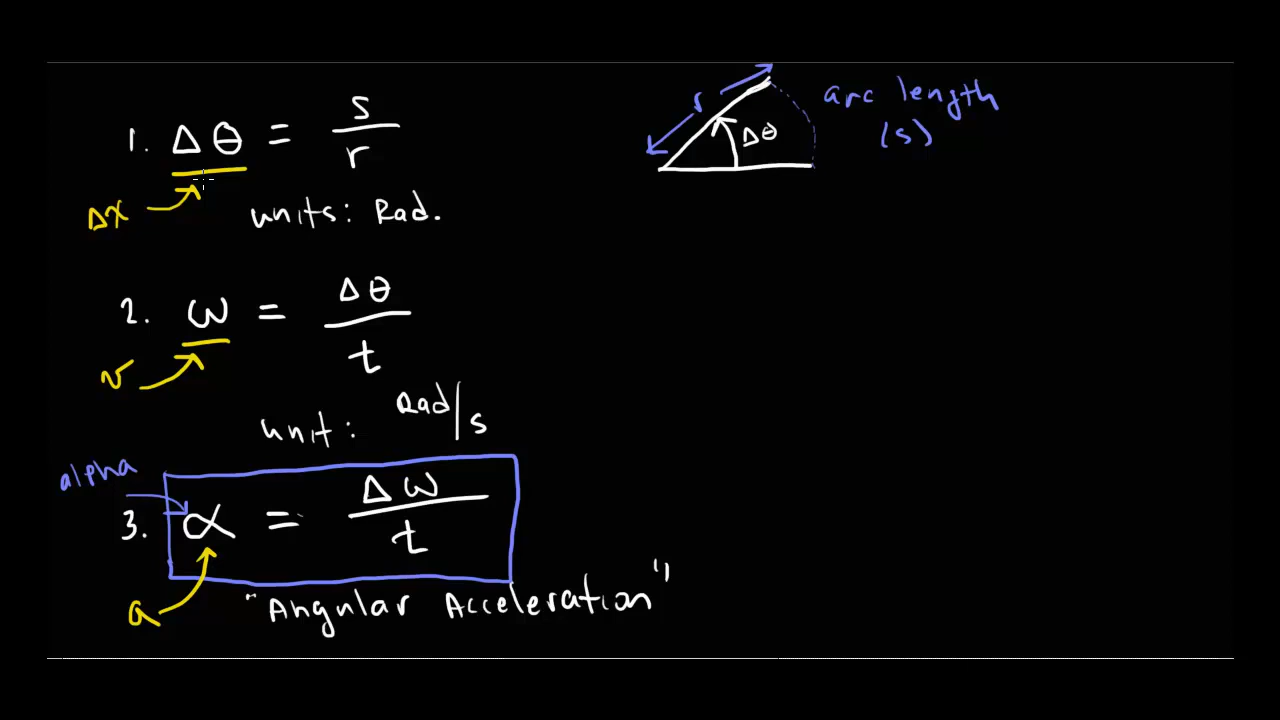 1. Δθ = s/r
Δx
units: Rad.
r
Δθ
arc length
(s)
2. ω = Δθ/t
v
unit: Rad/s
alpha
3. α = Δω/t
a
"Angular Acceleration"